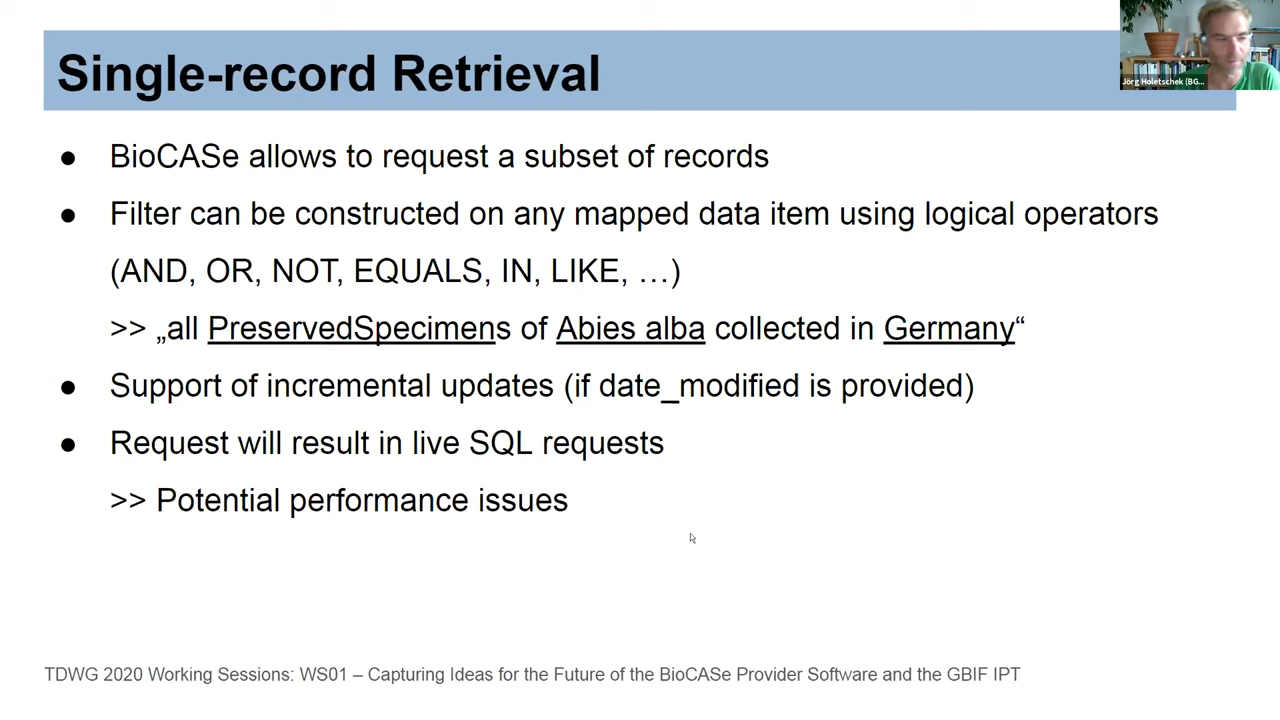 Single-record Retrieval
Jörg Holetschek (BG...
● BioCASe allows to request a subset of records
● Filter can be constructed on any mapped data item using logical operators
(AND, OR, NOT, EQUALS, IN, LIKE, …)
>> „all PreservedSpecimens of Abies alba collected in Germany“
● Support of incremental updates (if date_modified is provided)
● Request will result in live SQL requests
>> Potential performance issues
TDWG 2020 Working Sessions: WS01 – Capturing Ideas for the Future of the BioCASe Provider Software and the GBIF IPT